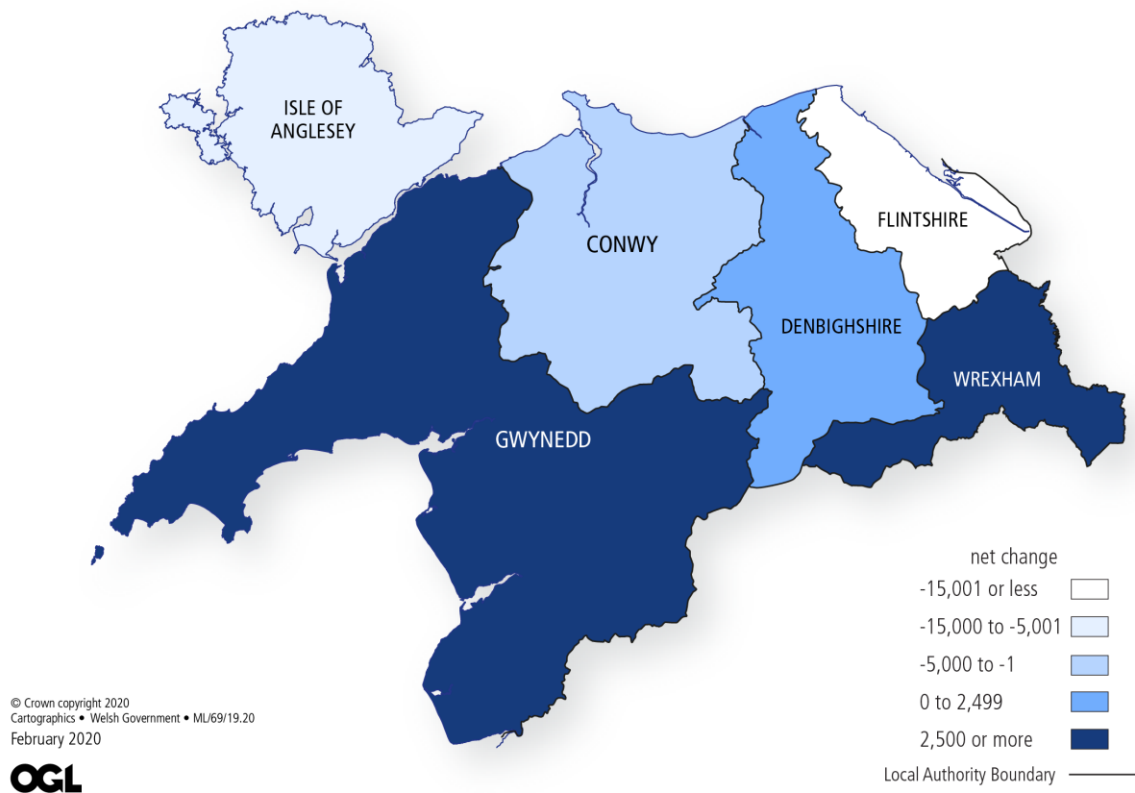 ISLE OF
ANGLESEY
CONWY
FLINTSHIRE
DENBIGHSHIRE
WREXHAM
GWYNEDD
net change
-15,001 or less
-15,000 to -5,001
-5,000 to -1
0 to 2,499
2,500 or more
Local Authority Boundary
© Crown copyright 2020
Cartographics • Welsh Government • ML/69/19.20
February 2020
OGL